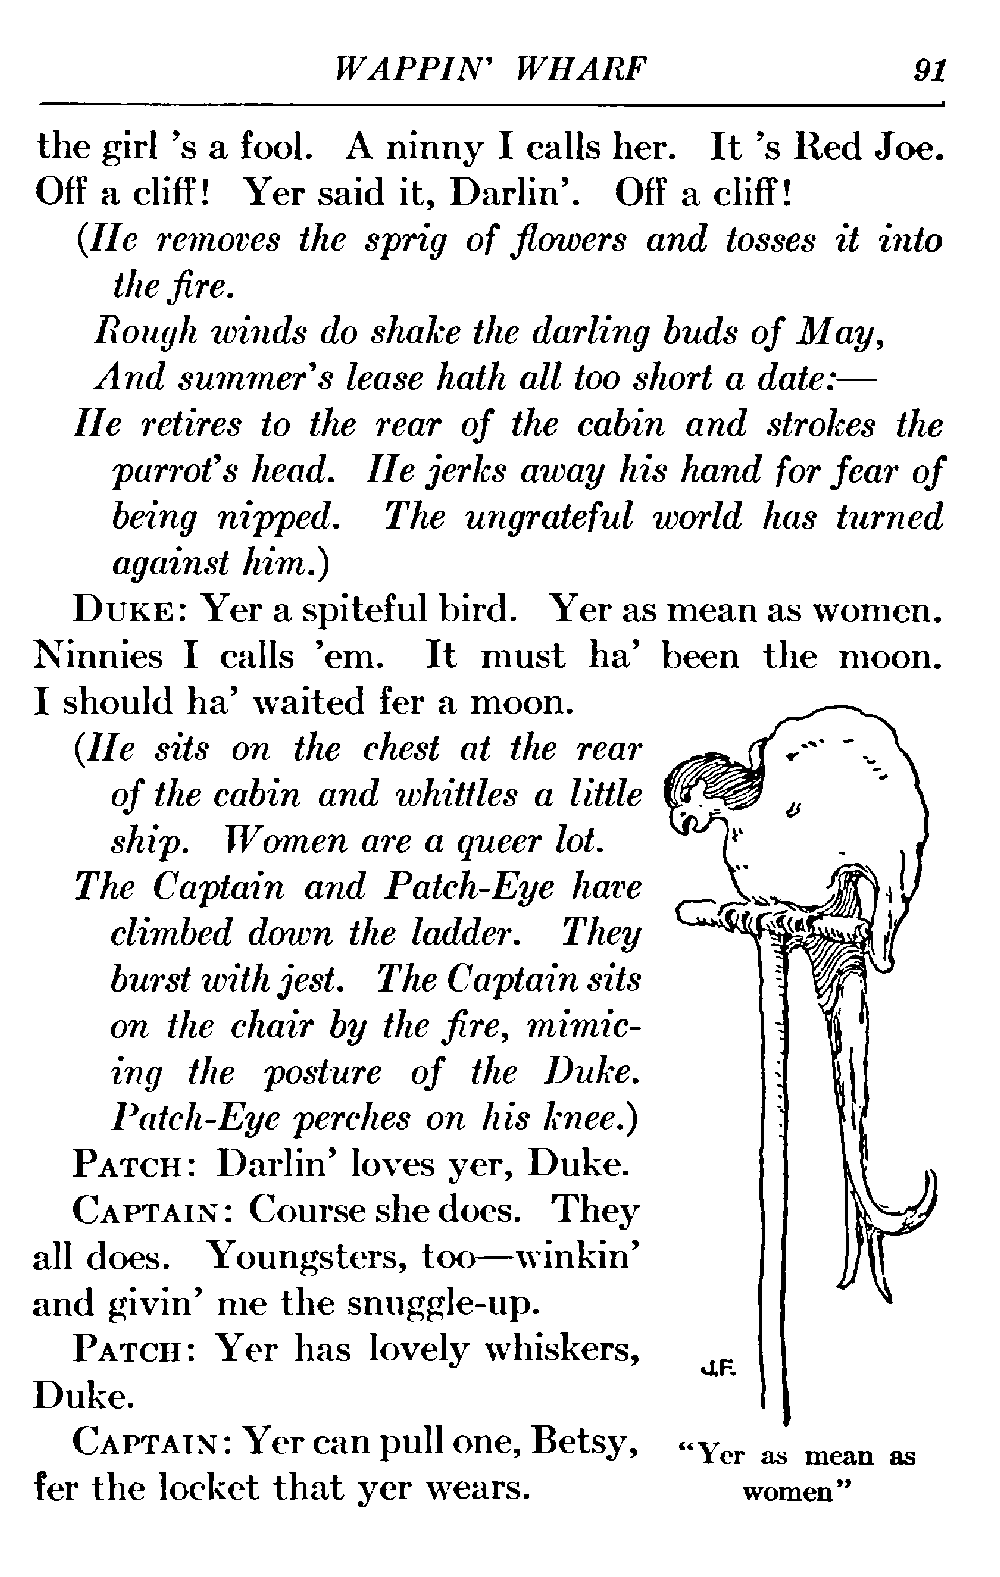 WAPPIN' WHARF 91
the girl 's a fool. A ninny I calls her. It 's Red Joe.
Off a cliff! Yer said it, Darlin'. Off a cliff!
(He removes the sprig of flowers and tosses it into
the fire.
Rough winds do shake the darling buds of May,
And summer's lease hath all too short a date:—
He retires to the rear of the cabin and strokes the
parrot's head. He jerks away his hand for fear of
being nipped. The ungrateful world has turned
against him.)
DUKE: Yer a spiteful bird. Yer as mean as women.
Ninnies I calls 'em. It must ha' been the moon.
I should ha' waited fer a moon.
(He sits on the chest at the rear
of the cabin and whittles a little
ship. Women are a queer lot.
The Captain and Patch-Eye have
climbed down the ladder. They
burst with jest. The Captain sits
on the chair by the fire, mimic-
ing the posture of the Duke.
Patch-Eye perches on his knee.)
PATCH: Darlin' loves yer, Duke.
CAPTAIN: Course she does. They
all does. Youngsters, too—winkin'
and givin' me the snuggle-up.
PATCH: Yer has lovely whiskers,
Duke.
CAPTAIN: Yer can pull one, Betsy,
fer the locket that yer wears.
J.F.
"Yer as mean as
women"